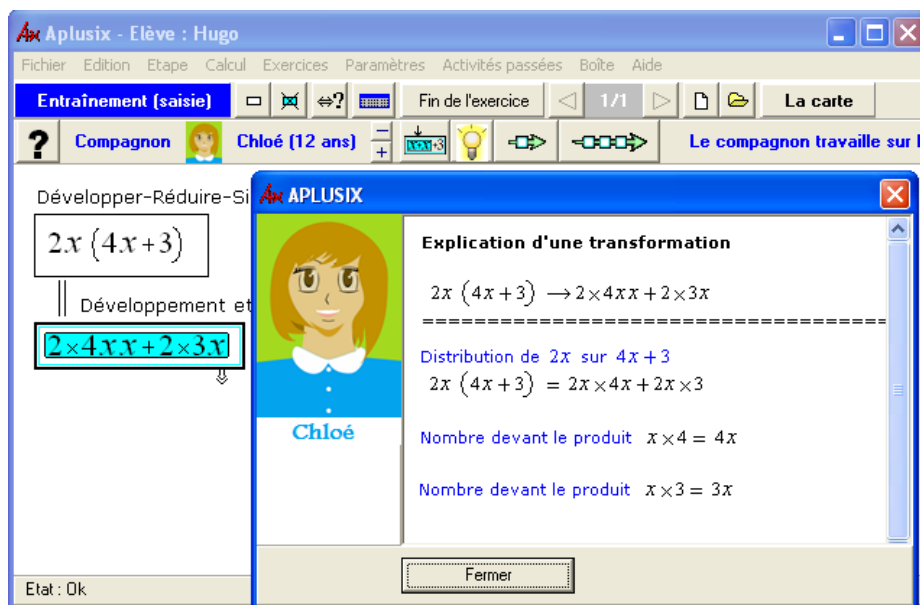 Aplusix - Elève : Hugo
Fichier Edition Etape Calcul Exercices Paramètres Activités passées Boîte Aide
Entraînement (saisie) ⇔? Fin de l'exercice 1/1 La carte
? Compagnon Chloé (12 ans) − + x×x+3 Le compagnon travaille sur l
Développer-Réduire-Si
2x (4x+3)
Développement et
2×4xx+2×3x
Etat : Ok
APLUSIX
Chloé
Explication d'une transformation
2x (4x+3) → 2×4xx+2×3x
======================================
Distribution de 2x sur 4x+3
2x (4x+3) = 2x×4x+2x×3
Nombre devant le produit x×4 = 4x
Nombre devant le produit x×3 = 3x
Fermer